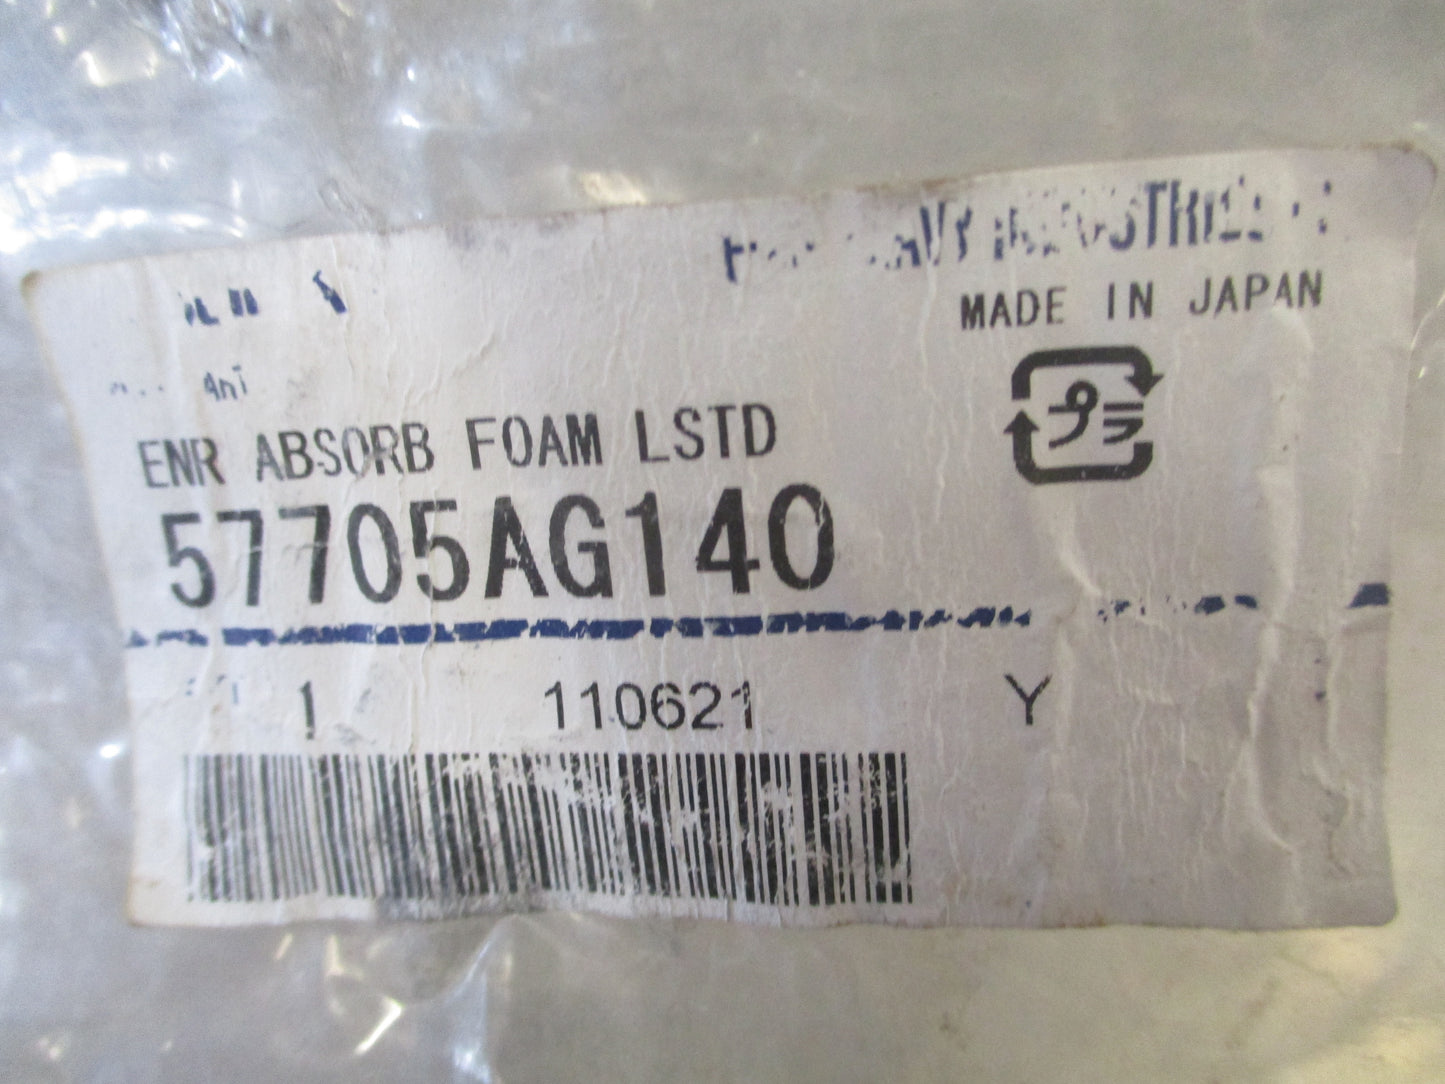 MADE IN JAPAN
プラ
ENR ABSORB FOAM LSTD
57705AG140
1 110621 Y